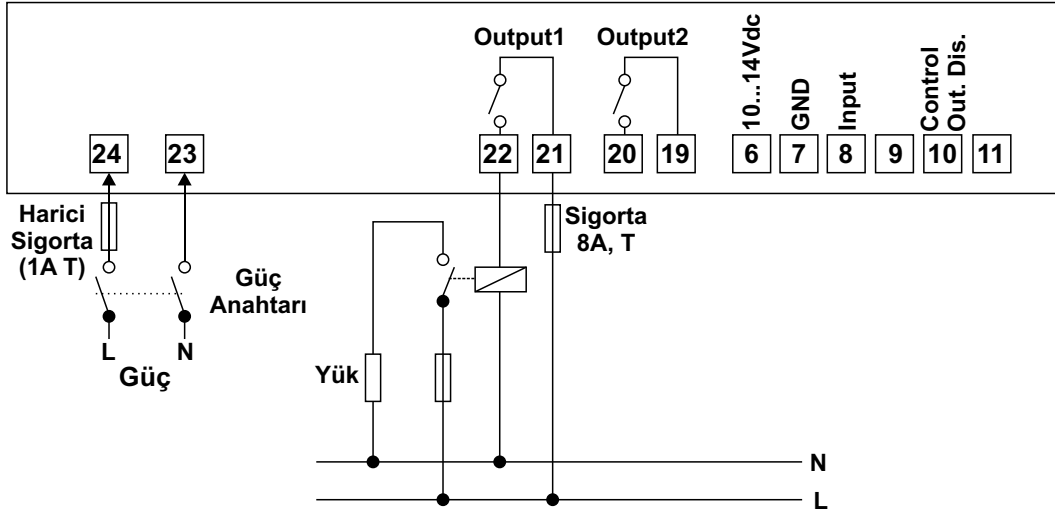 Output1
Output2
10...14Vdc
GND
Input
Control
Out. Dis.
24
23
22
21
20
19
6
7
8
9
10
11
Harici
Sigorta
(1A T)
Güç
Anahtarı
L
N
Güç
Sigorta
8A, T
Yük
N
L